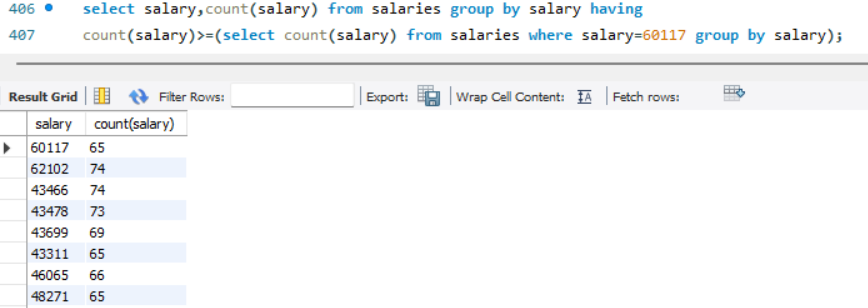 406 select salary,count(salary) from salaries group by salary having
407 count(salary)>=(select count(salary) from salaries where salary=60117 group by salary);
Result Grid Filter Rows: Export: Wrap Cell Content: IA Fetch rows:
salary count(salary)
60117 65
62102 74
43466 74
43478 73
43699 69
43311 65
46065 66
48271 65